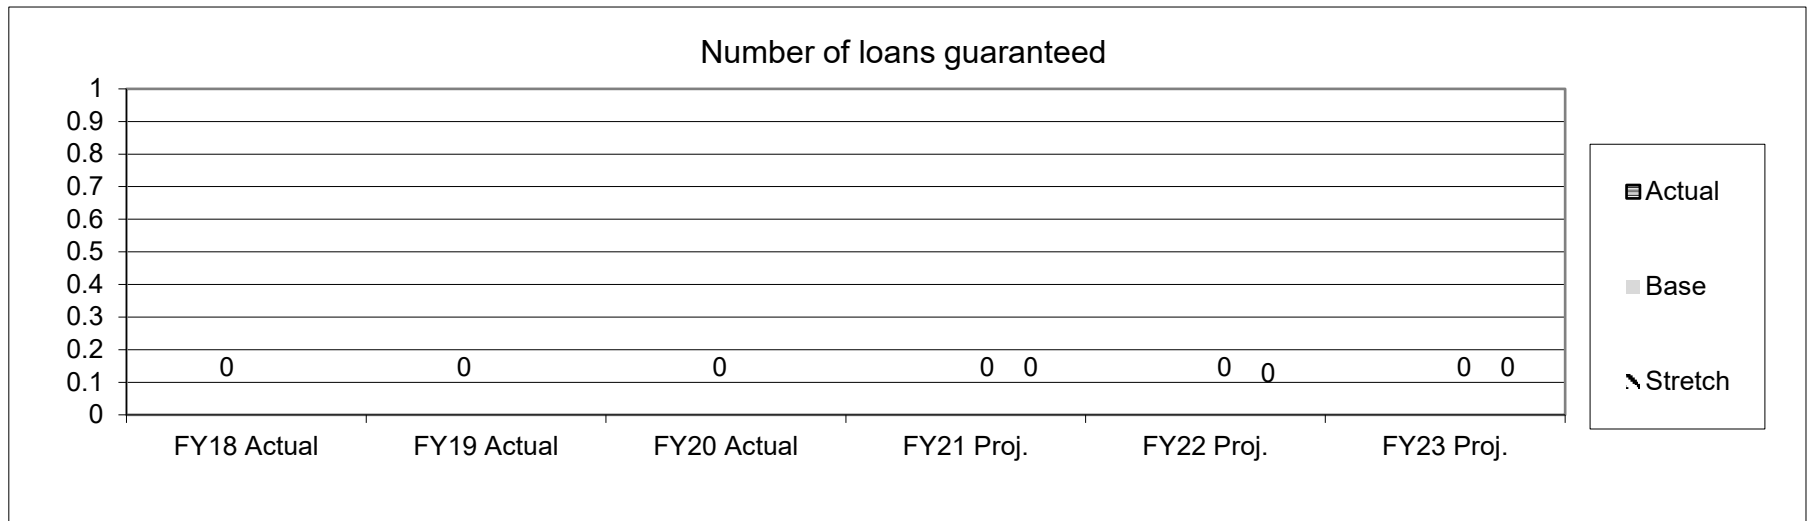 Number of loans guaranteed
1
0.9
0.8
0.7
0.6
0.5
0.4
0.3
0.2
0.1
0
0 0 0 0 0 0 0 0 0
FY18 Actual FY19 Actual FY20 Actual FY21 Proj. FY22 Proj. FY23 Proj.
Actual
Base
Stretch